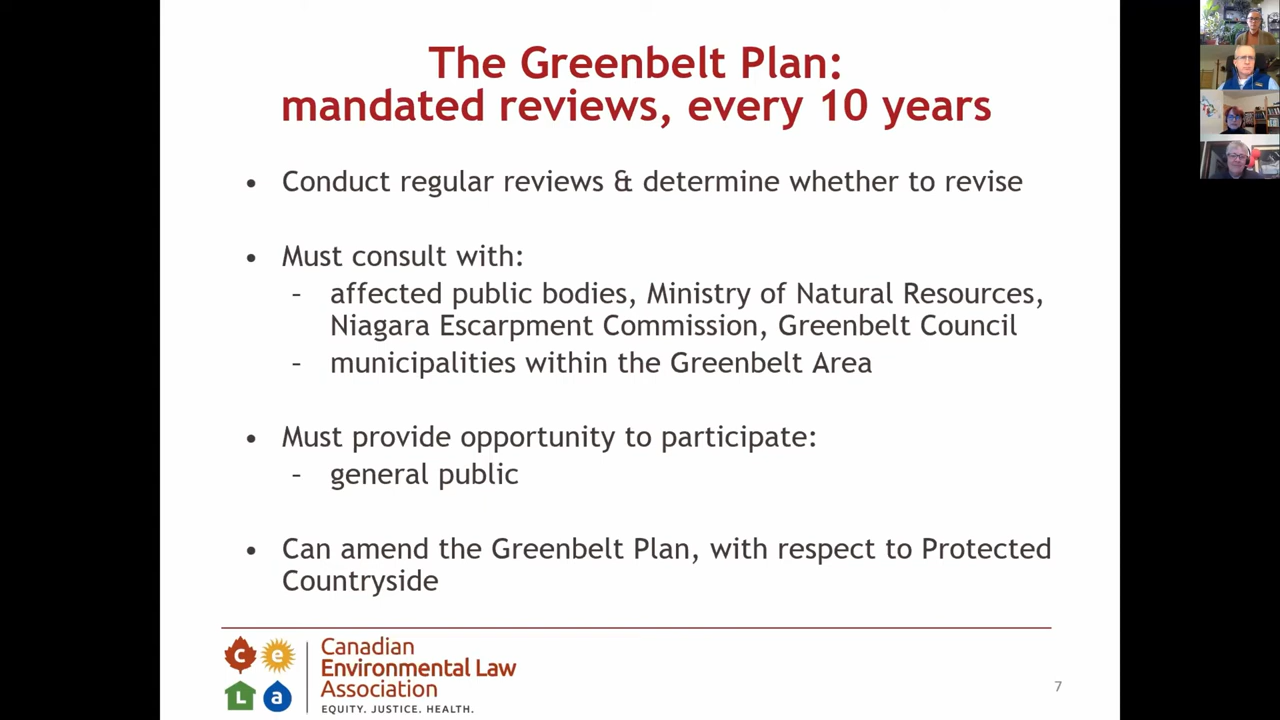 The Greenbelt Plan:
mandated reviews, every 10 years
• Conduct regular reviews & determine whether to revise
• Must consult with:
– affected public bodies, Ministry of Natural Resources,
Niagara Escarpment Commission, Greenbelt Council
– municipalities within the Greenbelt Area
• Must provide opportunity to participate:
– general public
• Can amend the Greenbelt Plan, with respect to Protected
Countryside
c e
L a
Canadian
Environmental Law
Association
EQUITY. JUSTICE. HEALTH.
7